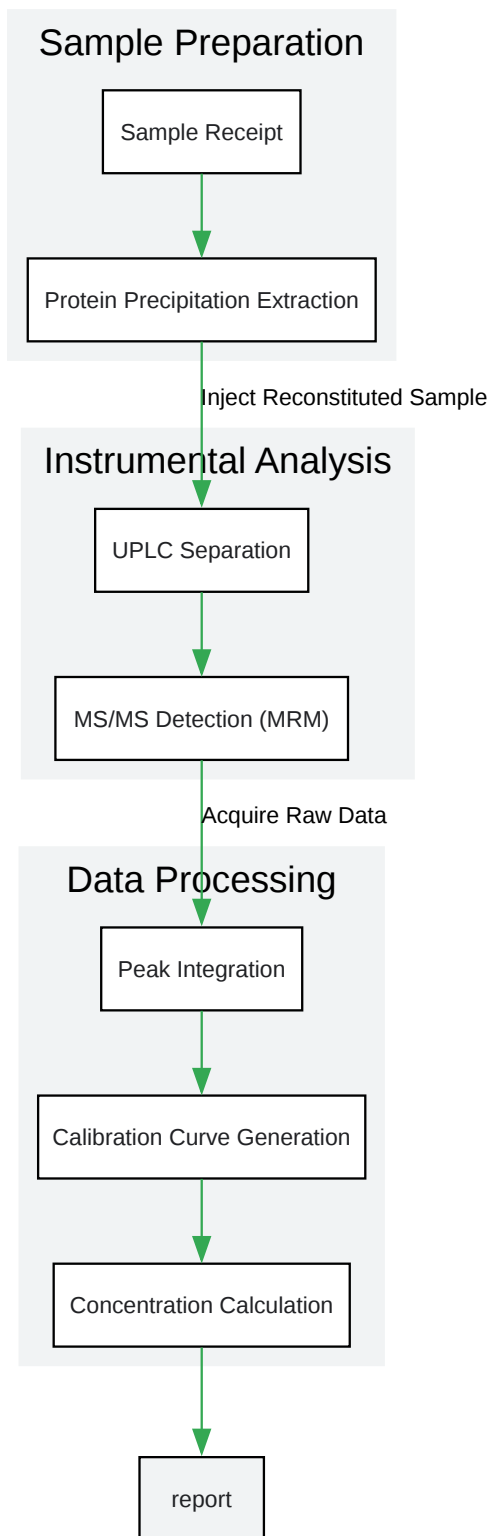 Sample Preparation
Sample Receipt
Protein Precipitation Extraction
Inject Reconstituted Sample
Instrumental Analysis
UPLC Separation
MS/MS Detection (MRM)
Acquire Raw Data
Data Processing
Peak Integration
Calibration Curve Generation
Concentration Calculation
report